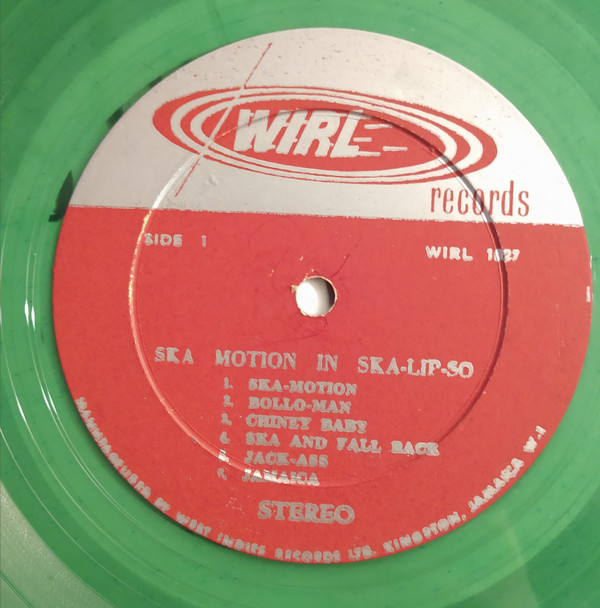 WIRL
records
SIDE 1
WIRL 1027
SKA MOTION IN SKA-LIP-SO
1. SKA-MOTION
2. BOLLO-MAN
3. CHINEY BABY
4. SKA AND FALL BACK
5. JACK-ASS
6. JAMAICA
STEREO
MANUFACTURED BY WEST INDIES RECORDS LTD. KINGSTON, JAMAICA W.I